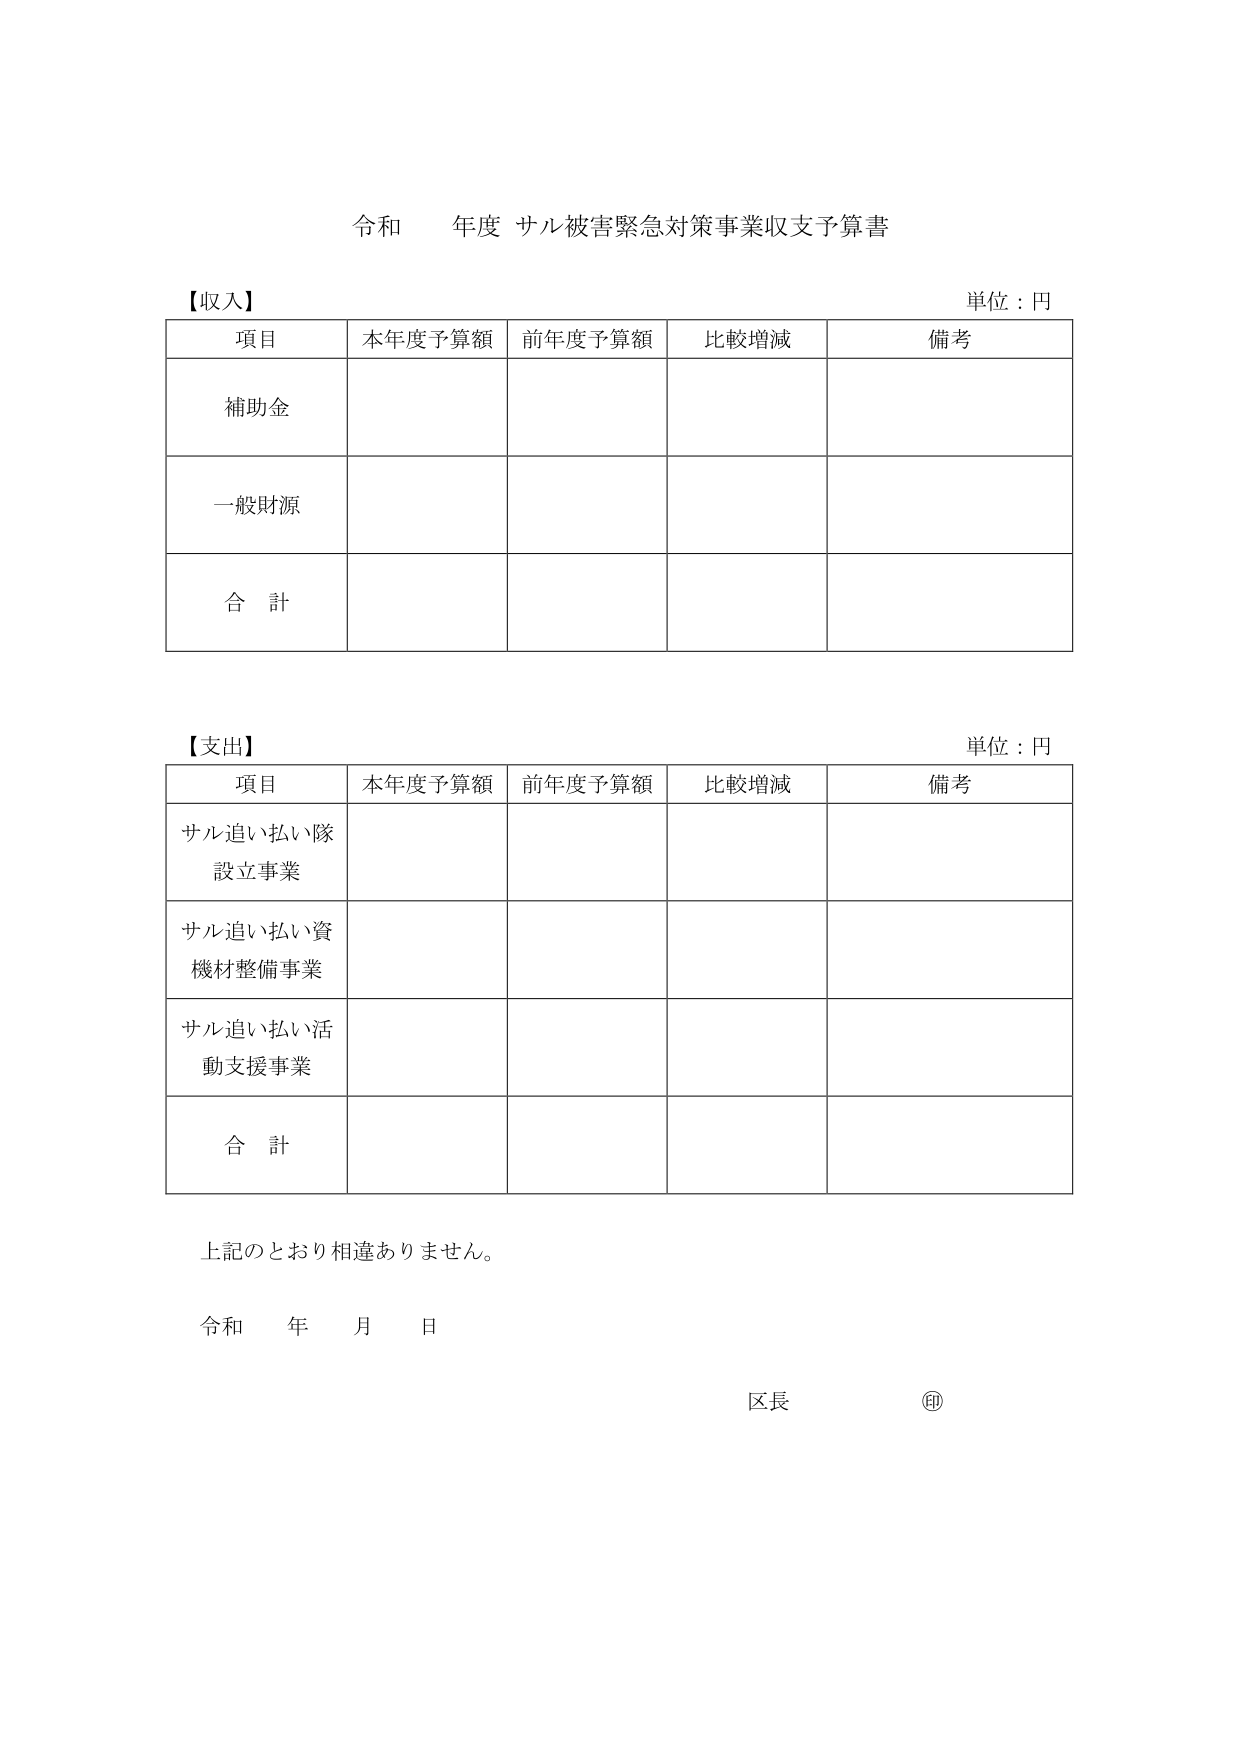 令和　　年度 サル被害緊急対策事業収支予算書
【収入】　単位：円
項目　本年度予算額　前年度予算額　比較増減　備考
補助金
一般財源
合　計
【支出】　単位：円
項目　本年度予算額　前年度予算額　比較増減　備考
サル追い払い隊
設立事業
サル追い払い資
機材整備事業
サル追い払い活
動支援事業
合　計
上記のとおり相違ありません。
令和　　年　　月　　日
区長　　　　　　㊞